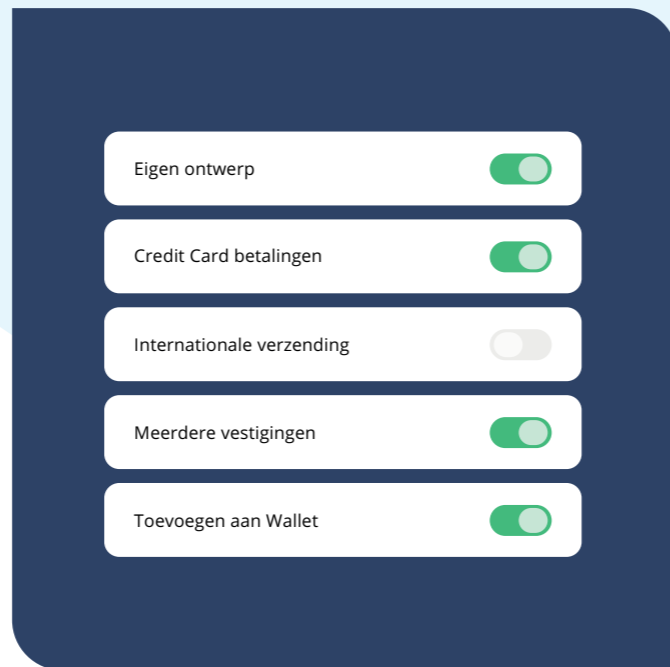 Eigen ontwerp
Credit Card betalingen
Internationale verzending
Meerdere vestigingen
Toevoegen aan Wallet